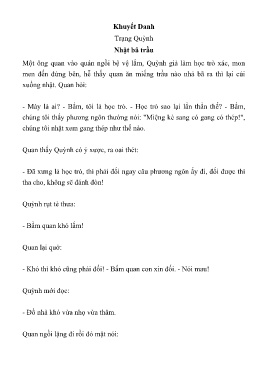 Khuyết Danh
Trạng Quỳnh
Nhặt bã trầu
Một ông quan vào quán ngồi bệ vệ lắm, Quỳnh giả làm học trò xác, mon
men đến đứng bên, hễ thấy quan ăn miếng trầu nào nhả bã ra thì lại cúi
xuống nhặt. Quan hỏi:
- Mày là ai? - Bẩm, tôi là học trò. - Học trò sao lại lẩn thẩn thế? - Bẩm,
chúng tôi thấy phương ngôn thường nói: "Miệng kẻ sang có gang có thép!",
chúng tôi nhặt xem gang thép như thế nào.
Quan thấy Quỳnh có ý xược, ra oai thét:
- Đã xưng là học trò, thì phải đối ngay câu phương ngôn ấy đi, đối được thì
tha cho, không sẽ đánh đòn!
Quỳnh rụt rè thưa:
- Bẩm quan khó lắm!
Quan lại quở:
- Khó thì khó cũng phải đối! - Bẩm quan con xin đối. - Nói mau!
Quỳnh mới đọc:
- Đồ nhà khó vừa nhọ vừa thâm.
Quan ngồi lặng đi rồi đỏ mặt nói: